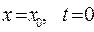 x=x₀,  t=0